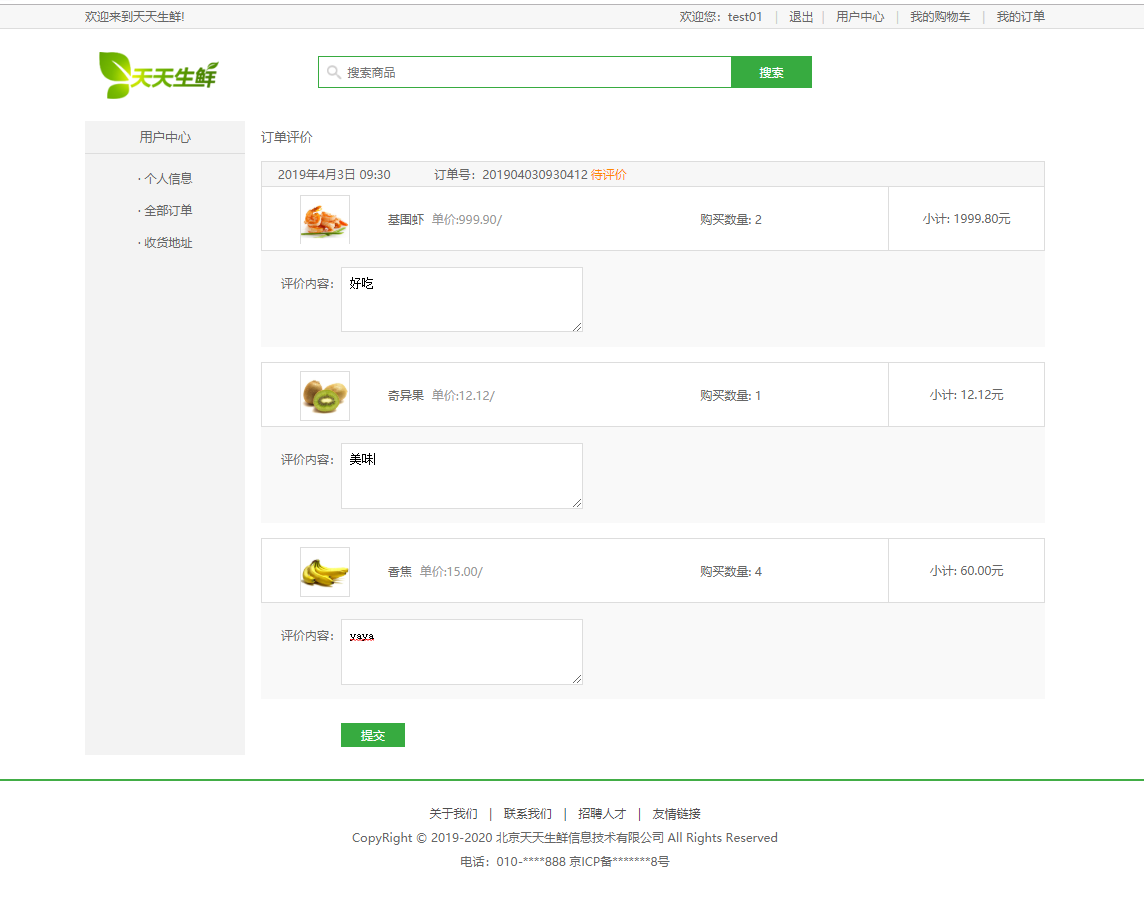 欢迎来到天天生鲜!
欢迎您：test01 | 退出 | 用户中心 | 我的购物车 | 我的订单
天天生鲜
搜索商品 搜索
用户中心
· 个人信息
· 全部订单
· 收货地址
订单评价
2019年4月3日 09:30 订单号：201904030930412 待评价
基围虾 单价:999.90/ 购买数量: 2 小计: 1999.80元
评价内容： 好吃
奇异果 单价:12.12/ 购买数量: 1 小计: 12.12元
评价内容： 美味
香焦 单价:15.00/ 购买数量: 4 小计: 60.00元
评价内容： yaya
提交
关于我们 | 联系我们 | 招聘人才 | 友情链接
CopyRight © 2019-2020 北京天天生鲜信息技术有限公司 All Rights Reserved
电话：010-****888 京ICP备*******8号